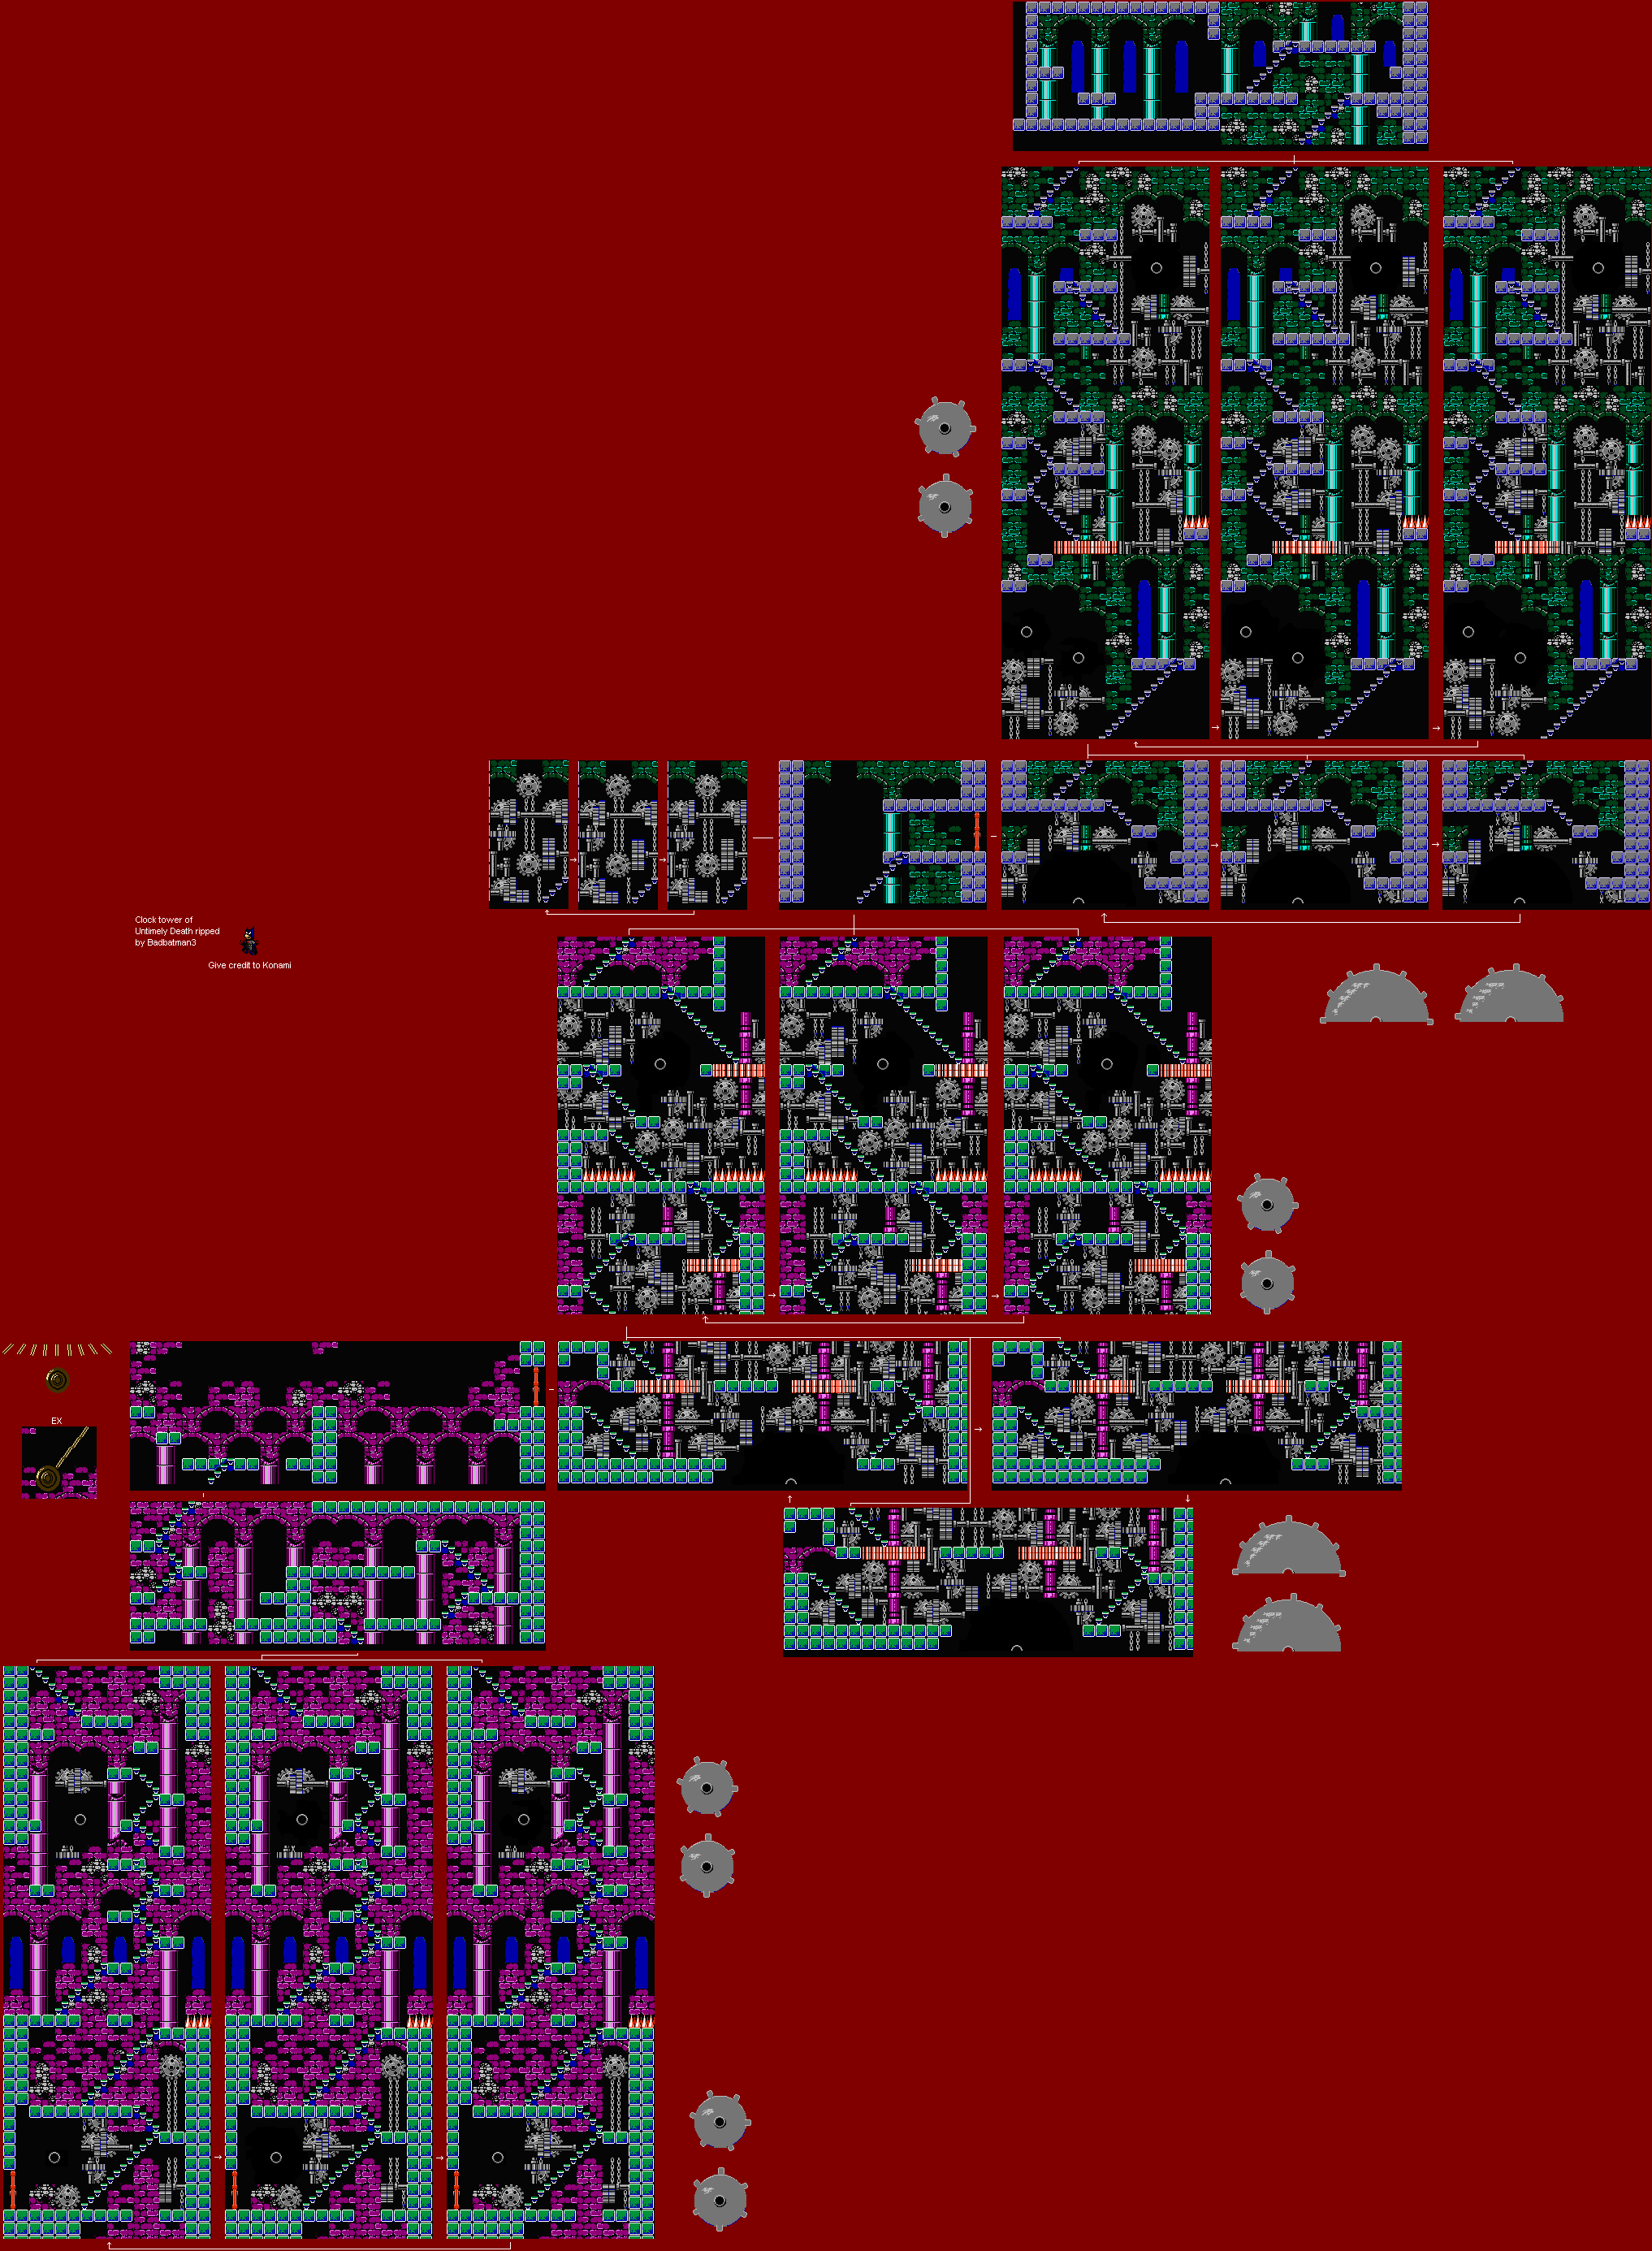 Clock tower of
Untimely Death ripped
by Badbatman3
Give credit to Konami
EX